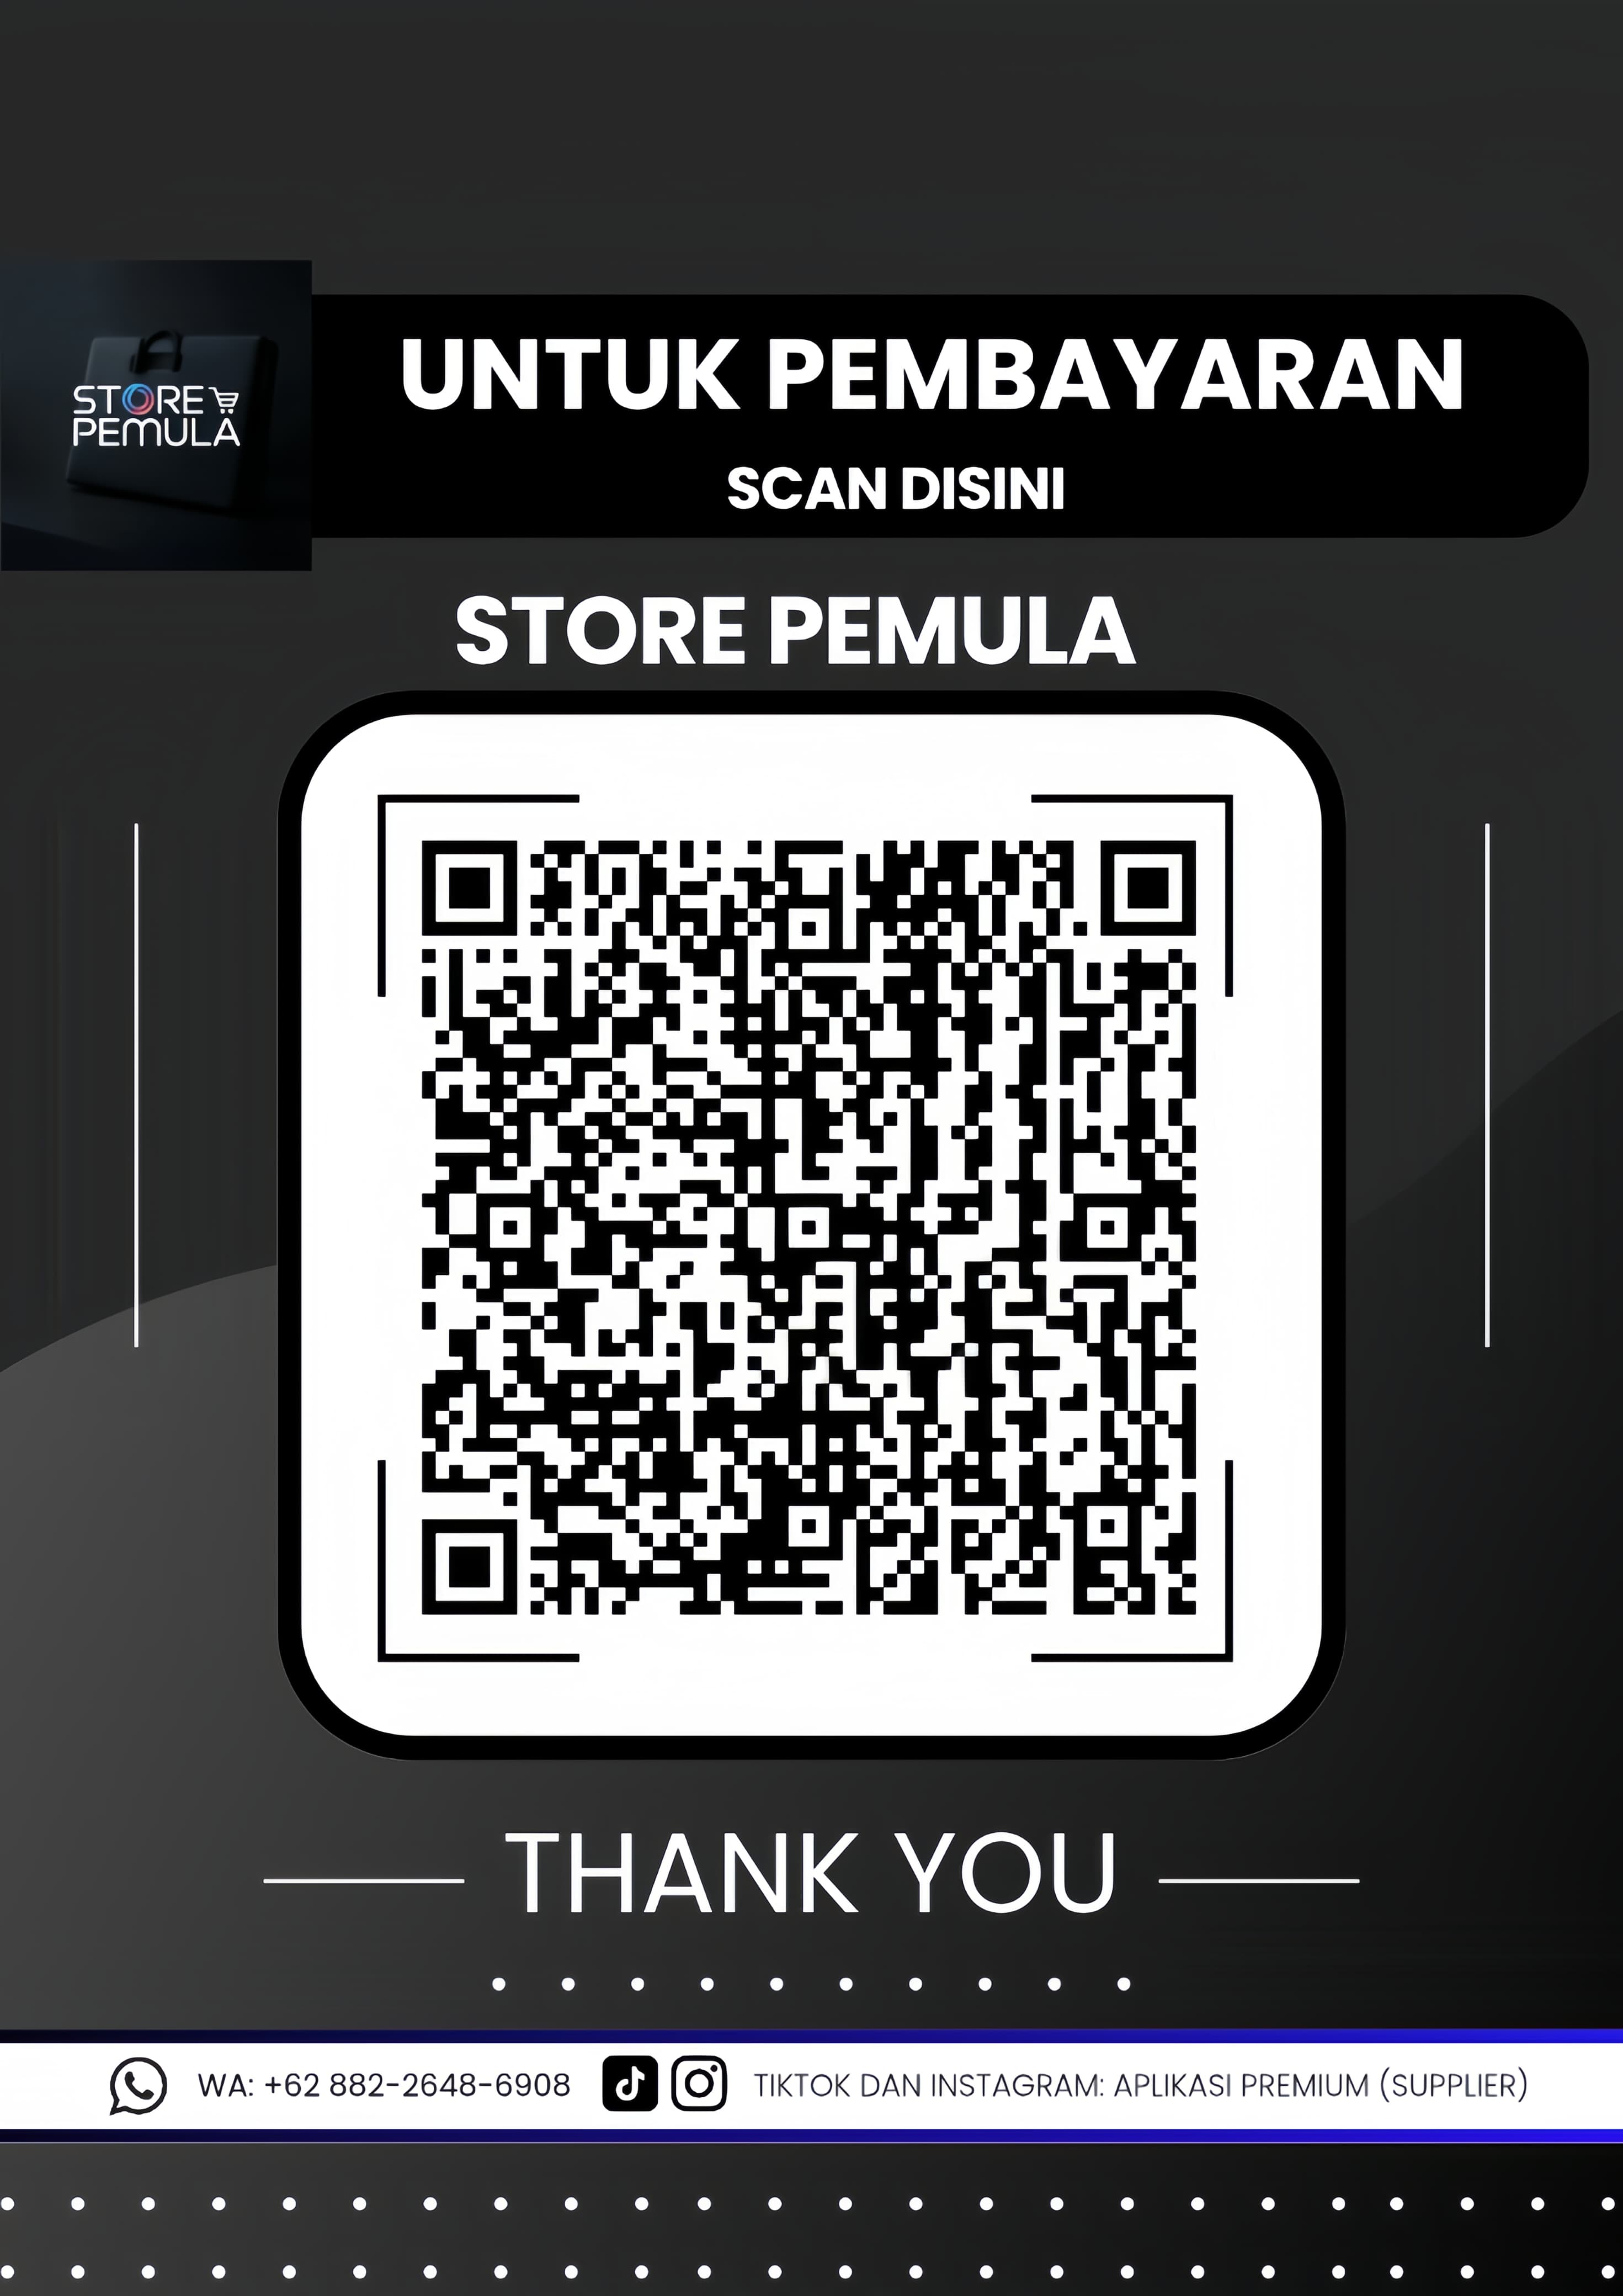 STORE
PEMULA
UNTUK PEMBAYARAN
SCAN DISINI
STORE PEMULA
THANK YOU
WA: +62 882-2648-6908
TIKTOK DAN INSTAGRAM: APLIKASI PREMIUM (SUPPLIER)